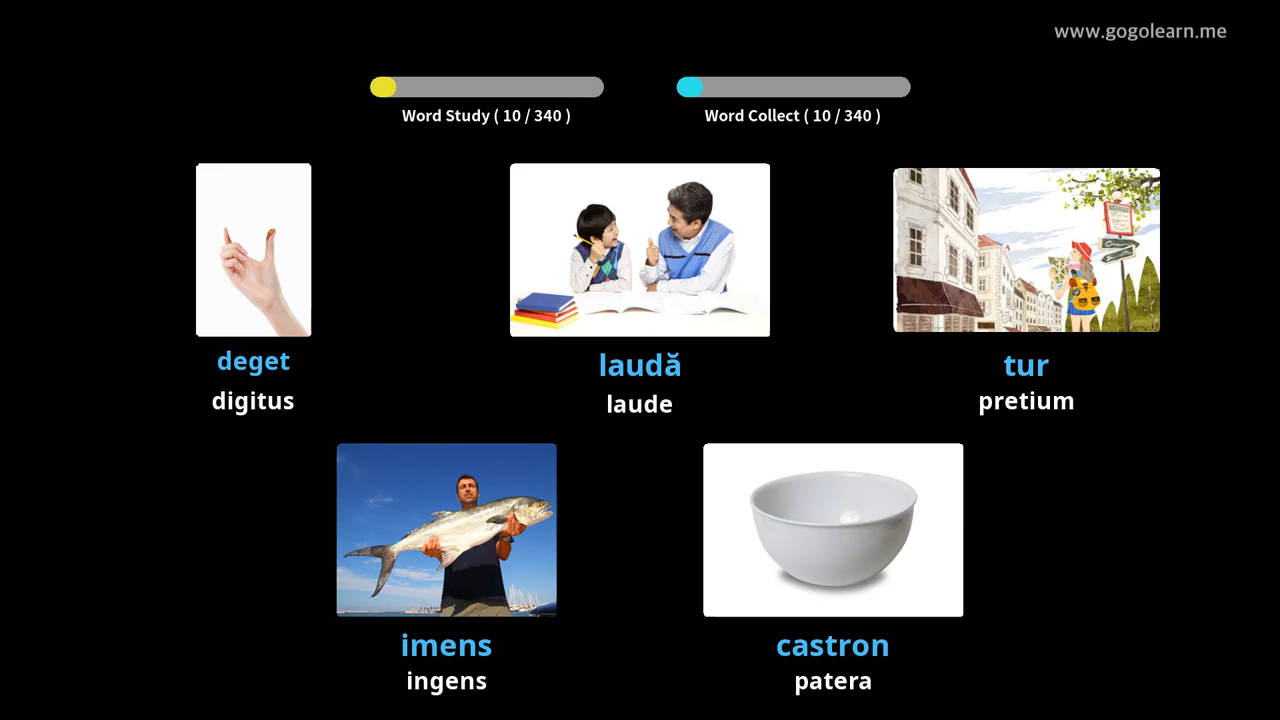 www.gogolearn.me
Word Study ( 10 / 340 )
Word Collect ( 10 / 340 )
deget
digitus
laudă
laude
tur
pretium
imens
ingens
castron
patera